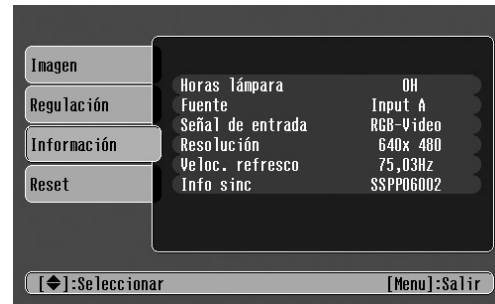 Imagen
Regulación
Información
Reset
Horas lámpara 0H
Fuente Input A
Señal de entrada RGB-Video
Resolución 640x 480
Veloc. refresco 75,03Hz
Info sinc SSPP06002
[◆]:Seleccionar [Menu]:Salir